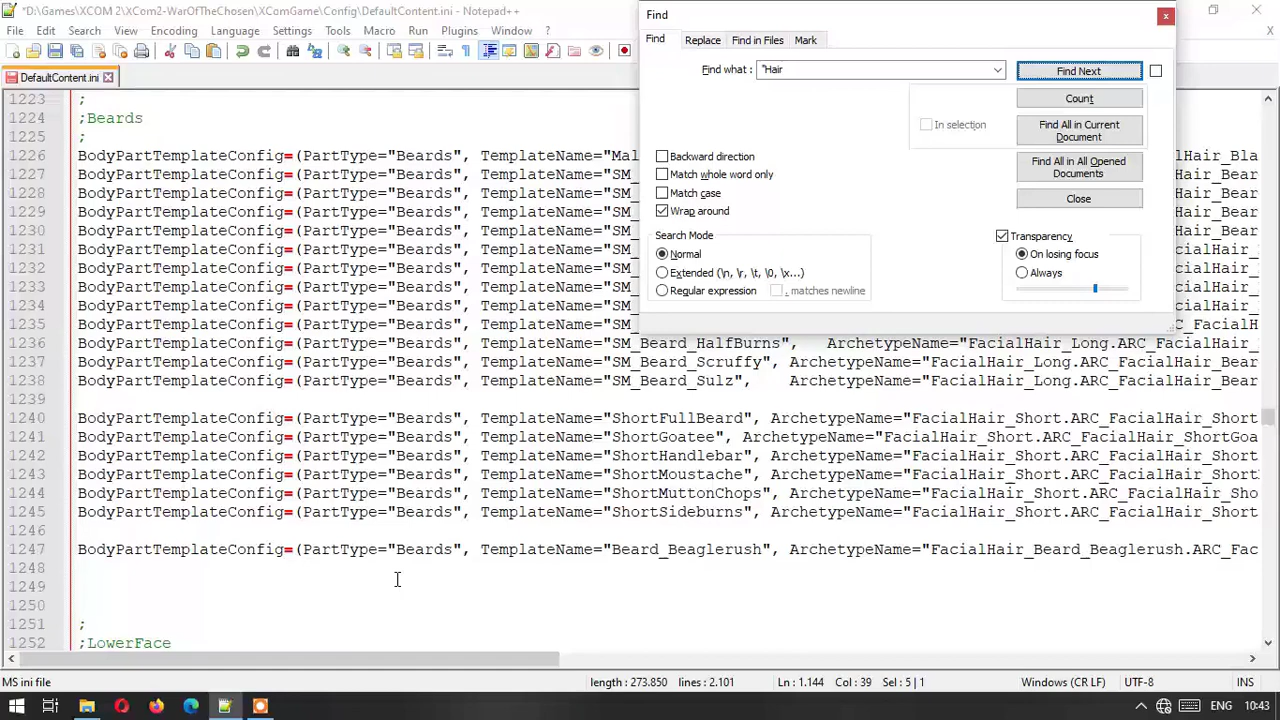 *D:\Games\XCOM 2\XCom2-WarOfTheChosen\XComGame\Config\DefaultContent.ini - Notepad++
File Edit Search View Encoding Language Settings Tools Macro Run Plugins Window ? X
DefaultContent.ini
Find
Find Replace Find in Files Mark
Find what : "Hair
Find Next
Count
In selection
Find All in Current Document
Find All in All Opened Documents
Close
Backward direction
Match whole word only
Match case
Wrap around
Search Mode
Normal
Extended (\n, \r, \t, \0, \x...)
Regular expression
. matches newline
Transparency
On losing focus
Always
1223 ;
1224 ;Beards
1225 ;
1226 BodyPartTemplateConfig=(PartType="Beards", TemplateName="Mal lHair_Bla
1227 BodyPartTemplateConfig=(PartType="Beards", TemplateName="SM_ lHair_Bear
1228 BodyPartTemplateConfig=(PartType="Beards", TemplateName="SM_ lHair_Bear
1229 BodyPartTemplateConfig=(PartType="Beards", TemplateName="SM_ lHair_Bear
1230 BodyPartTemplateConfig=(PartType="Beards", TemplateName="SM_ lHair_Bear
1231 BodyPartTemplateConfig=(PartType="Beards", TemplateName="SM_ FacialHair
1232 BodyPartTemplateConfig=(PartType="Beards", TemplateName="SM_ lHair_Bear
1233 BodyPartTemplateConfig=(PartType="Beards", TemplateName="SM_ lHair_Bear
1234 BodyPartTemplateConfig=(PartType="Beards", TemplateName="SM_ FacialHair
1235 BodyPartTemplateConfig=(PartType="Beards", TemplateName="SM_ FacialHair
1236 BodyPartTemplateConfig=(PartType="Beards", TemplateName="SM_Beard_HalfBurns", ArchetypeName="FacialHair_Long.ARC_FacialHair_Bear
1237 BodyPartTemplateConfig=(PartType="Beards", TemplateName="SM_Beard_Scruffy", ArchetypeName="FacialHair_Long.ARC_FacialHair_Bear
1238 BodyPartTemplateConfig=(PartType="Beards", TemplateName="SM_Beard_Sulz", ArchetypeName="FacialHair_Long.ARC_FacialHair_Bear
1239
1240 BodyPartTemplateConfig=(PartType="Beards", TemplateName="ShortFullBeard", ArchetypeName="FacialHair_Short.ARC_FacialHair_Short
1241 BodyPartTemplateConfig=(PartType="Beards", TemplateName="ShortGoatee", ArchetypeName="FacialHair_Short.ARC_FacialHair_ShortGoa
1242 BodyPartTemplateConfig=(PartType="Beards", TemplateName="ShortHandlebar", ArchetypeName="FacialHair_Short.ARC_FacialHair_Short
1243 BodyPartTemplateConfig=(PartType="Beards", TemplateName="ShortMoustache", ArchetypeName="FacialHair_Short.ARC_FacialHair_Short
1244 BodyPartTemplateConfig=(PartType="Beards", TemplateName="ShortMuttonChops", ArchetypeName="FacialHair_Short.ARC_FacialHair_Sho
1245 BodyPartTemplateConfig=(PartType="Beards", TemplateName="ShortSideburns", ArchetypeName="FacialHair_Short.ARC_FacialHair_Short
1246
1247 BodyPartTemplateConfig=(PartType="Beards", TemplateName="Beard_Beaglerush", ArchetypeName="FacialHair_Beard_Beaglerush.ARC_Fac
1248
1249
1250
1251 ;
1252 ;LowerFace
MS ini file length : 273.850 lines : 2.101 Ln : 1.144 Col : 39 Sel : 5 | 1 Windows (CR LF) UTF-8 INS
ENG 10:43